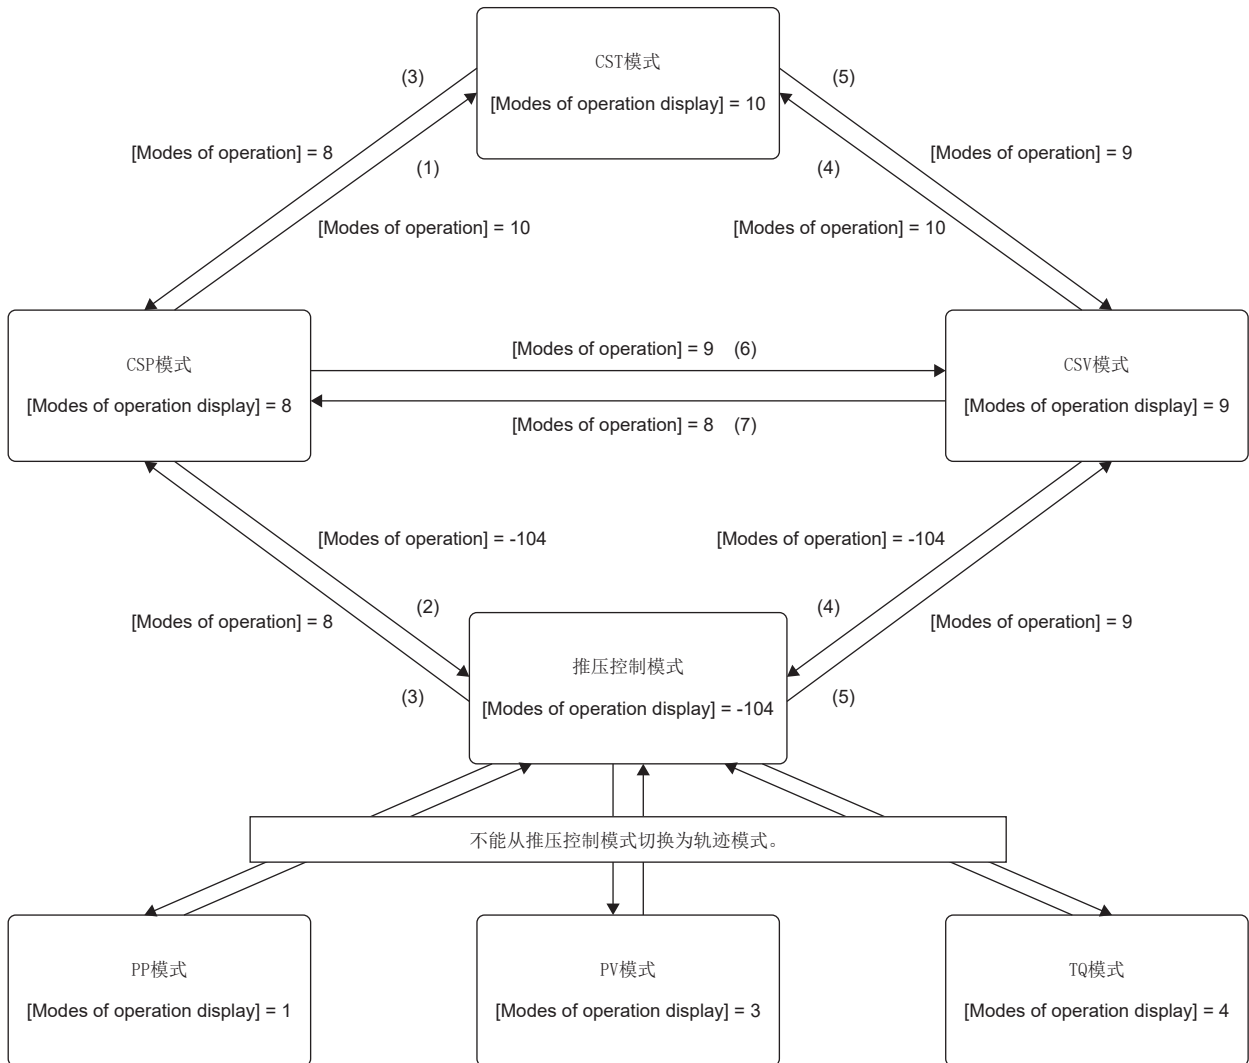 CST模式
[Modes of operation display] = 10
(3)
(5)
[Modes of operation] = 8
[Modes of operation] = 9
(1)
(4)
[Modes of operation] = 10
[Modes of operation] = 10
CSP模式
[Modes of operation display] = 8
[Modes of operation] = 9 (6)
[Modes of operation] = 8 (7)
CSV模式
[Modes of operation display] = 9
[Modes of operation] = -104
[Modes of operation] = -104
(2)
(4)
[Modes of operation] = 8
[Modes of operation] = 9
推压控制模式
[Modes of operation display] = -104
(3)
(5)
不能从推压控制模式切换为轨迹模式。
PP模式
[Modes of operation display] = 1
PV模式
[Modes of operation display] = 3
TQ模式
[Modes of operation display] = 4